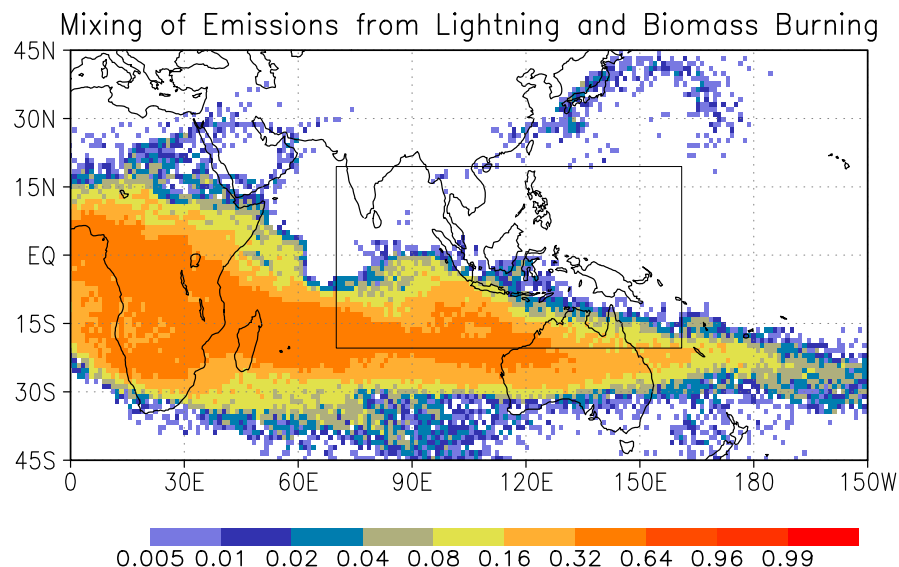 Mixing of Emissions from Lightning and Biomass Burning
45N
30N
15N
EQ
15S
30S
45S
0 30E 60E 90E 120E 150E 180 150W
0.005 0.01 0.02 0.04 0.08 0.16 0.32 0.64 0.96 0.99